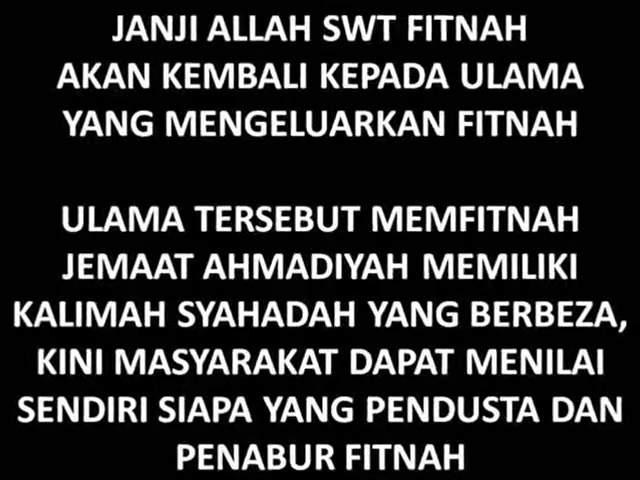 JANJI ALLAH SWT FITNAH
AKAN KEMBALI KEPADA ULAMA
YANG MENGELUARKAN FITNAH
ULAMA TERSEBUT MEMFITNAH
JEMAAT AHMADIYAH MEMILIKI
KALIMAH SYAHADAH YANG BERBEZA,
KINI MASYARAKAT DAPAT MENILAI
SENDIRI SIAPA YANG PENDUSTA DAN
PENABUR FITNAH